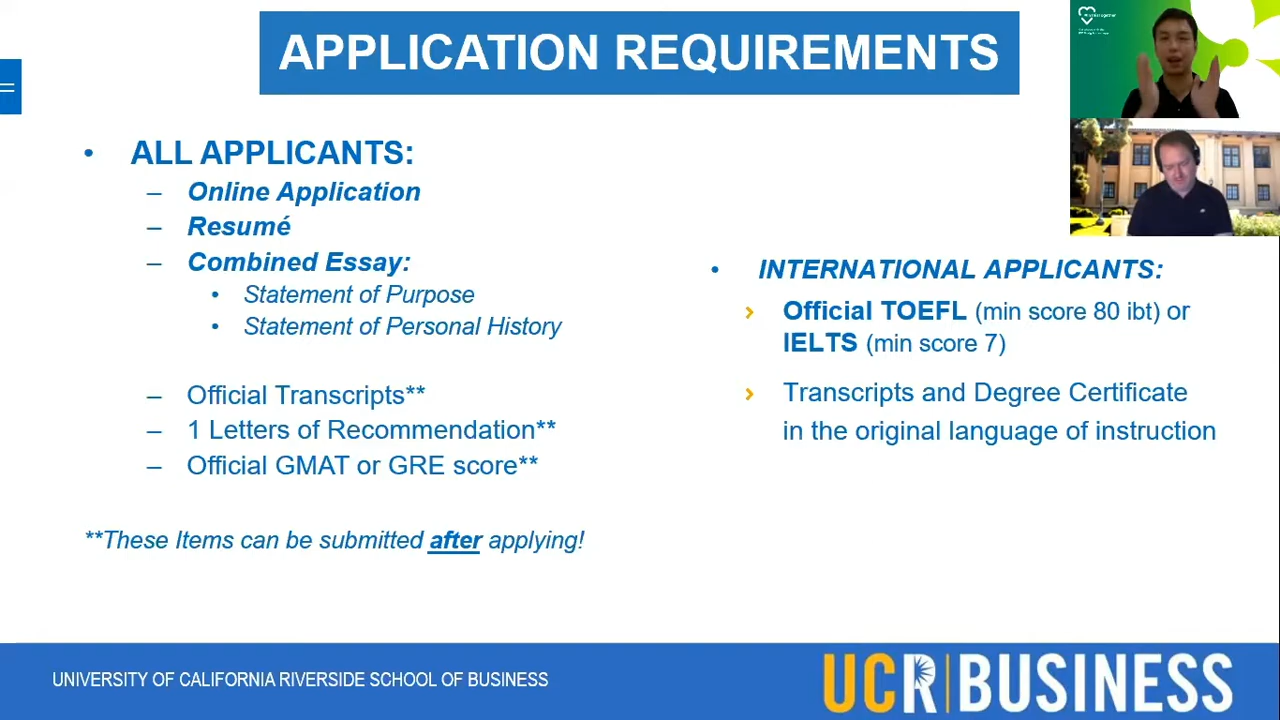 APPLICATION REQUIREMENTS
• ALL APPLICANTS:
– Online Application
– Resumé
– Combined Essay:
• Statement of Purpose
• Statement of Personal History
– Official Transcripts**
– 1 Letters of Recommendation**
– Official GMAT or GRE score**
**These Items can be submitted after applying!
• INTERNATIONAL APPLICANTS:
› Official TOEFL (min score 80 ibt) or
IELTS (min score 7)
› Transcripts and Degree Certificate
in the original language of instruction
UNIVERSITY OF CALIFORNIA RIVERSIDE SCHOOL OF BUSINESS
UCR BUSINESS